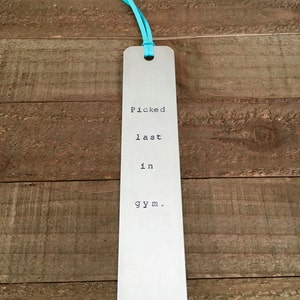 Picked
last
in
gym.